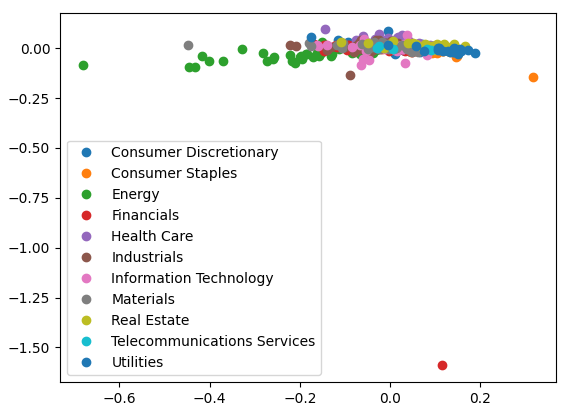 0.00
−0.25
−0.50
−0.75
−1.00
−1.25
−1.50
Consumer Discretionary
Consumer Staples
Energy
Financials
Health Care
Industrials
Information Technology
Materials
Real Estate
Telecommunications Services
Utilities
−0.6 −0.4 −0.2 0.0 0.2